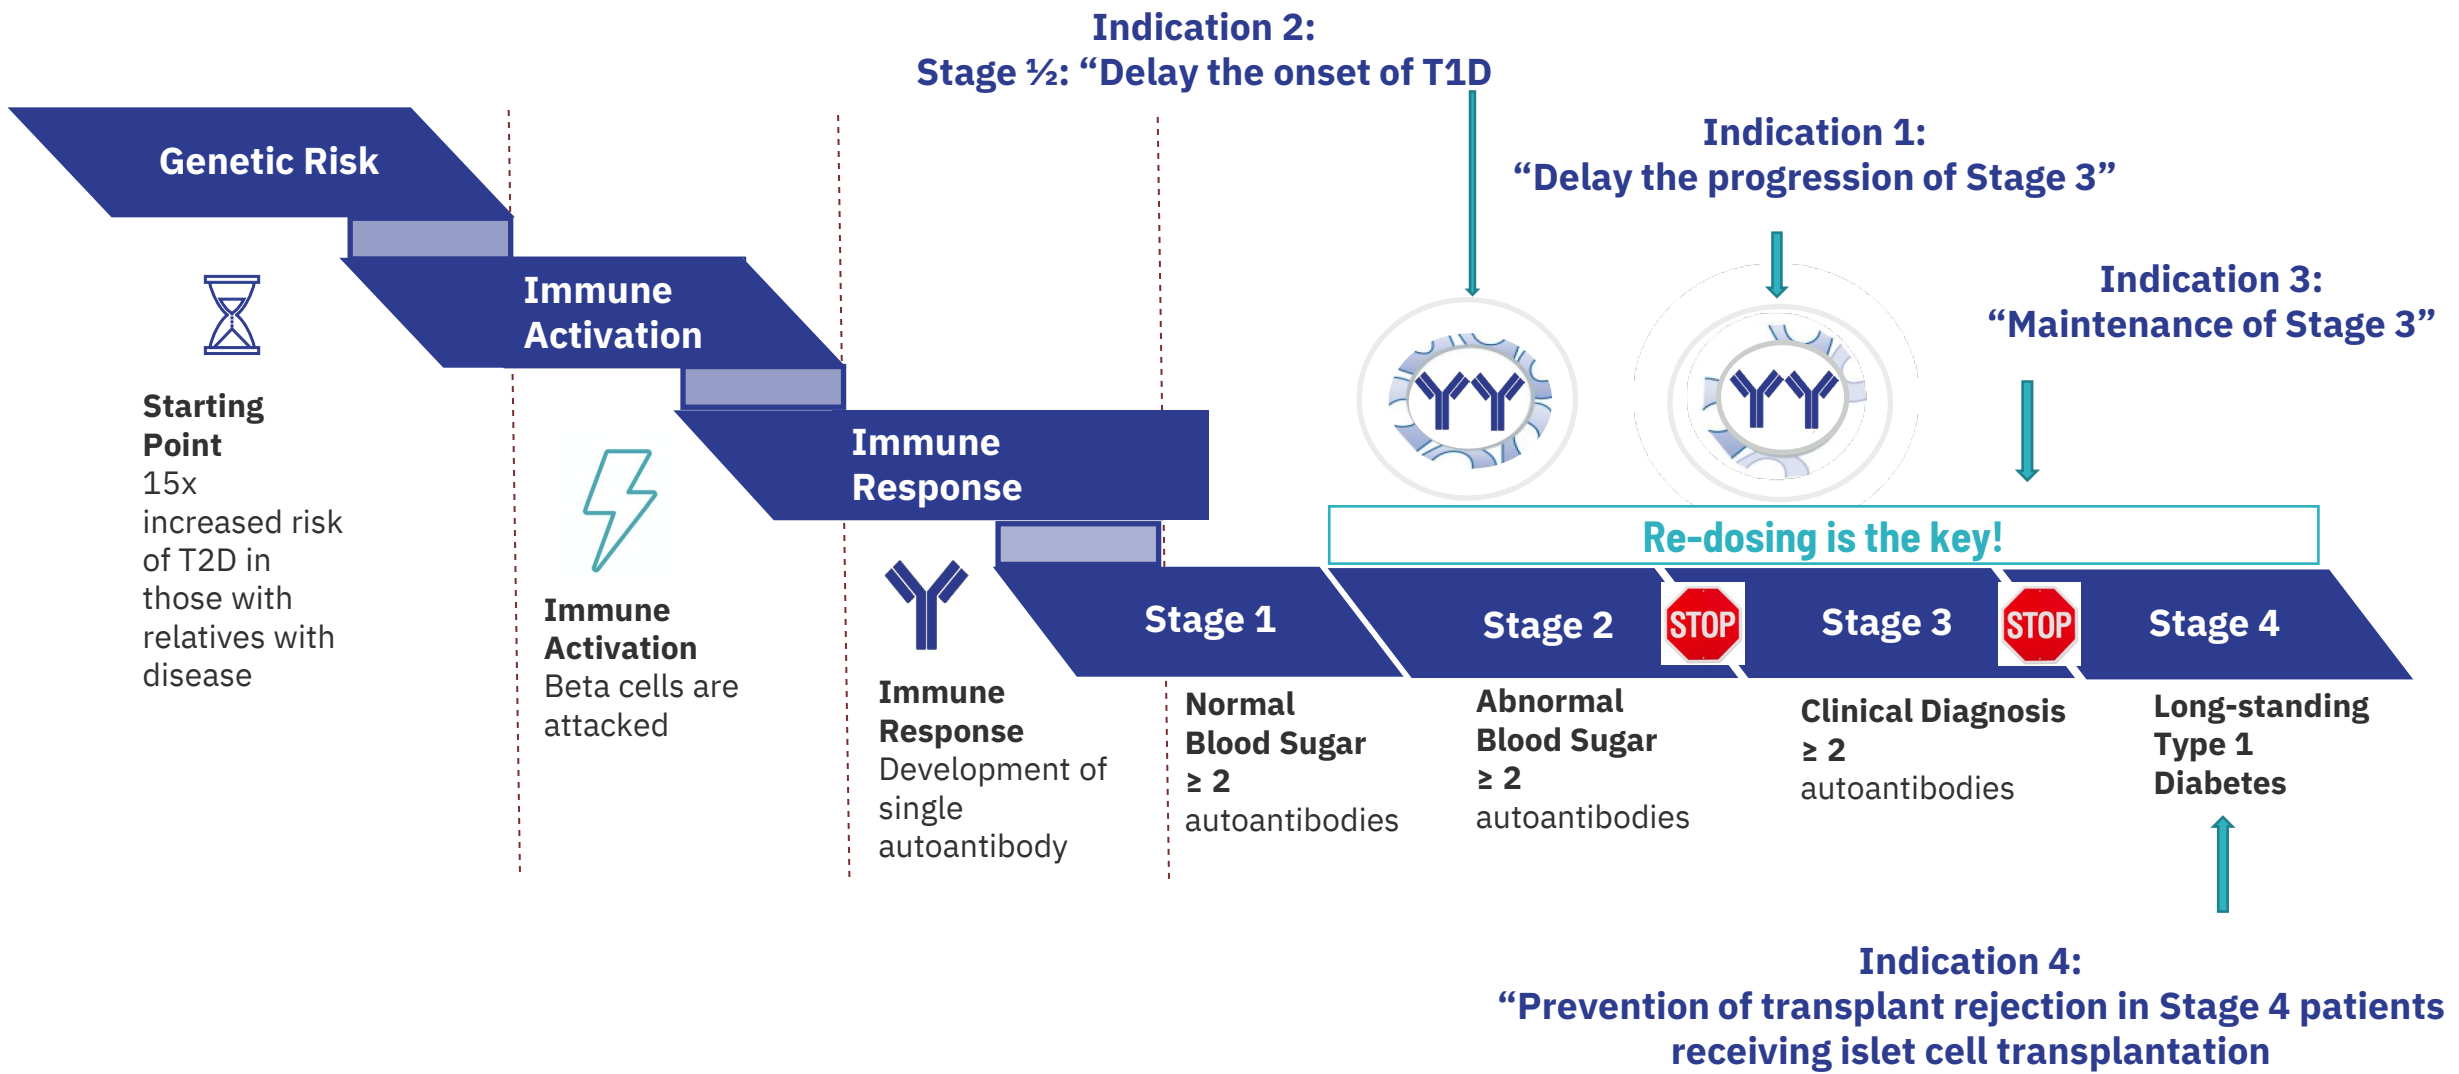 Indication 2:
Stage ½: “Delay the onset of T1D
Indication 1:
“Delay the progression of Stage 3”
Indication 3:
“Maintenance of Stage 3”
Genetic Risk
Immune
Activation
Immune
Response
Starting
Point
15x
increased risk
of T2D in
those with
relatives with
disease
Immune
Activation
Beta cells are
attacked
Immune
Response
Development of
single
autoantibody
Re-dosing is the key!
Stage 1
Stage 2
STOP
Stage 3
STOP
Stage 4
Normal
Blood Sugar
≥ 2
autoantibodies
Abnormal
Blood Sugar
≥ 2
autoantibodies
Clinical Diagnosis
≥ 2
autoantibodies
Long-standing
Type 1
Diabetes
Indication 4:
“Prevention of transplant rejection in Stage 4 patients
receiving islet cell transplantation